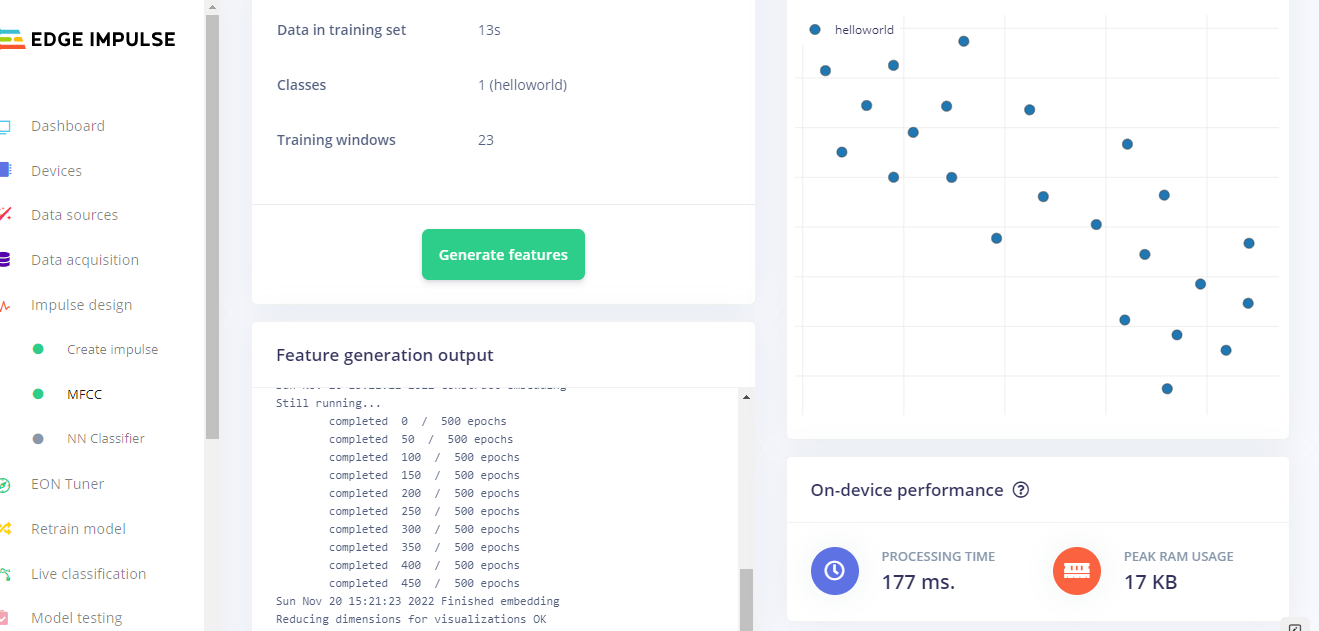 EDGE IMPULSE
Dashboard
Devices
Data sources
Data acquisition
Impulse design
Create impulse
MFCC
NN Classifier
EON Tuner
Retrain model
Live classification
Model testing
Data in training set 13s
Classes 1 (helloworld)
Training windows 23
Generate features
Feature generation output
Still running...
completed 0 / 500 epochs
completed 50 / 500 epochs
completed 100 / 500 epochs
completed 150 / 500 epochs
completed 200 / 500 epochs
completed 250 / 500 epochs
completed 300 / 500 epochs
completed 350 / 500 epochs
completed 400 / 500 epochs
completed 450 / 500 epochs
Sun Nov 20 15:21:23 2022 Finished embedding
Reducing dimensions for visualizations OK
helloworld
On-device performance ?
PROCESSING TIME
177 ms.
PEAK RAM USAGE
17 KB